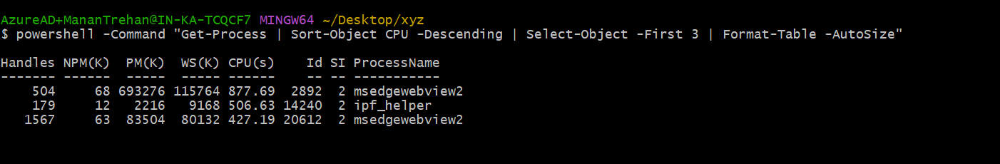 AzureAD+MananTrehan@IN-KA-TCQCF7 MINGW64 ~/Desktop/xyz
$ powershell -Command "Get-Process | Sort-Object CPU -Descending | Select-Object -First 3 | Format-Table -AutoSize"
Handles NPM(K) PM(K) WS(K) CPU(s) Id SI ProcessName
------- ------ ----- ----- ------ -- -- -----------
504 68 693276 115764 877.69 2892 2 msedgewebview2
179 12 2216 9168 506.63 14240 2 ipf_helper
1567 63 83504 80132 427.19 20612 2 msedgewebview2